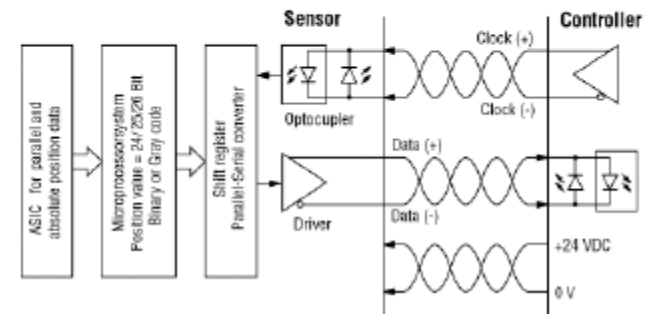 Sensor
Controller
Clock (+)
Clock (-)
Optocupier
ASIC for parallel and
absolute position data
Microprocessorsystem
Position value = 24/25/26 Bit
Binary or Gray code
Shift register
Parallel-Serial converter
Data (+)
Data (-)
Driver
+24 VDC
0 V